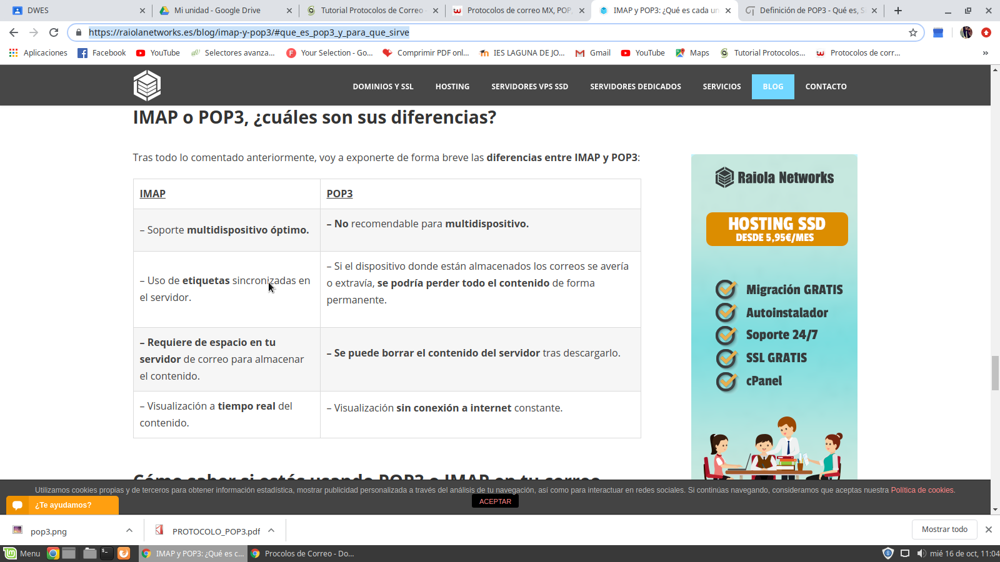 DWES
Mi unidad - Google Drive
Tutorial Protocolos de Correo -
Protocolos de correo MX, POP,
IMAP y POP3: ¿Qué es cada un
Definición de POP3 - Qué es, S
https://raiolanetworks.es/blog/imap-y-pop3/#que_es_pop3_y_para_que_sirve
Aplicaciones
Facebook
YouTube
Selectores avanza...
Your Selection - Go...
Comprimir PDF onl...
IES LAGUNA DE JO...
Gmail
YouTube
Maps
Tutorial Protocolos...
Protocolos de corr...
DOMINIOS Y SSL
HOSTING
SERVIDORES VPS SSD
SERVIDORES DEDICADOS
SERVICIOS
BLOG
CONTACTO
IMAP o POP3, ¿cuáles son sus diferencias?
Tras todo lo comentado anteriormente, voy a exponerte de forma breve las diferencias entre IMAP y POP3:
IMAP
POP3
– Soporte multidispositivo óptimo.
– No recomendable para multidispositivo.
– Uso de etiquetas sincronizadas en
el servidor.
– Si el dispositivo donde están almacenados los correos se avería
o extravía, se podría perder todo el contenido de forma
permanente.
– Requiere de espacio en tu
servidor de correo para almacenar
el contenido.
– Se puede borrar el contenido del servidor tras descargarlo.
– Visualización a tiempo real del
contenido.
– Visualización sin conexión a internet constante.
Raiola Networks
HOSTING SSD
DESDE 5,95€/MES
Migración GRATIS
Autoinstalador
Soporte 24/7
SSL GRATIS
cPanel
Cómo saber si estás usando POP3 o IMAP en tu correo
Utilizamos cookies propias y de terceros para obtener información estadística, mostrar publicidad personalizada a través del análisis de tu navegación, así como para interactuar en redes sociales. Si continúas navegando, consideramos que aceptas nuestra Política de cookies.
ACEPTAR
¿Te ayudamos?
pop3.png
PROTOCOLO_POP3.pdf
Mostrar todo
Menu
IMAP y POP3: ¿Qué es c...
Procolos de Correo - Do...
mié 16 de oct, 11:04